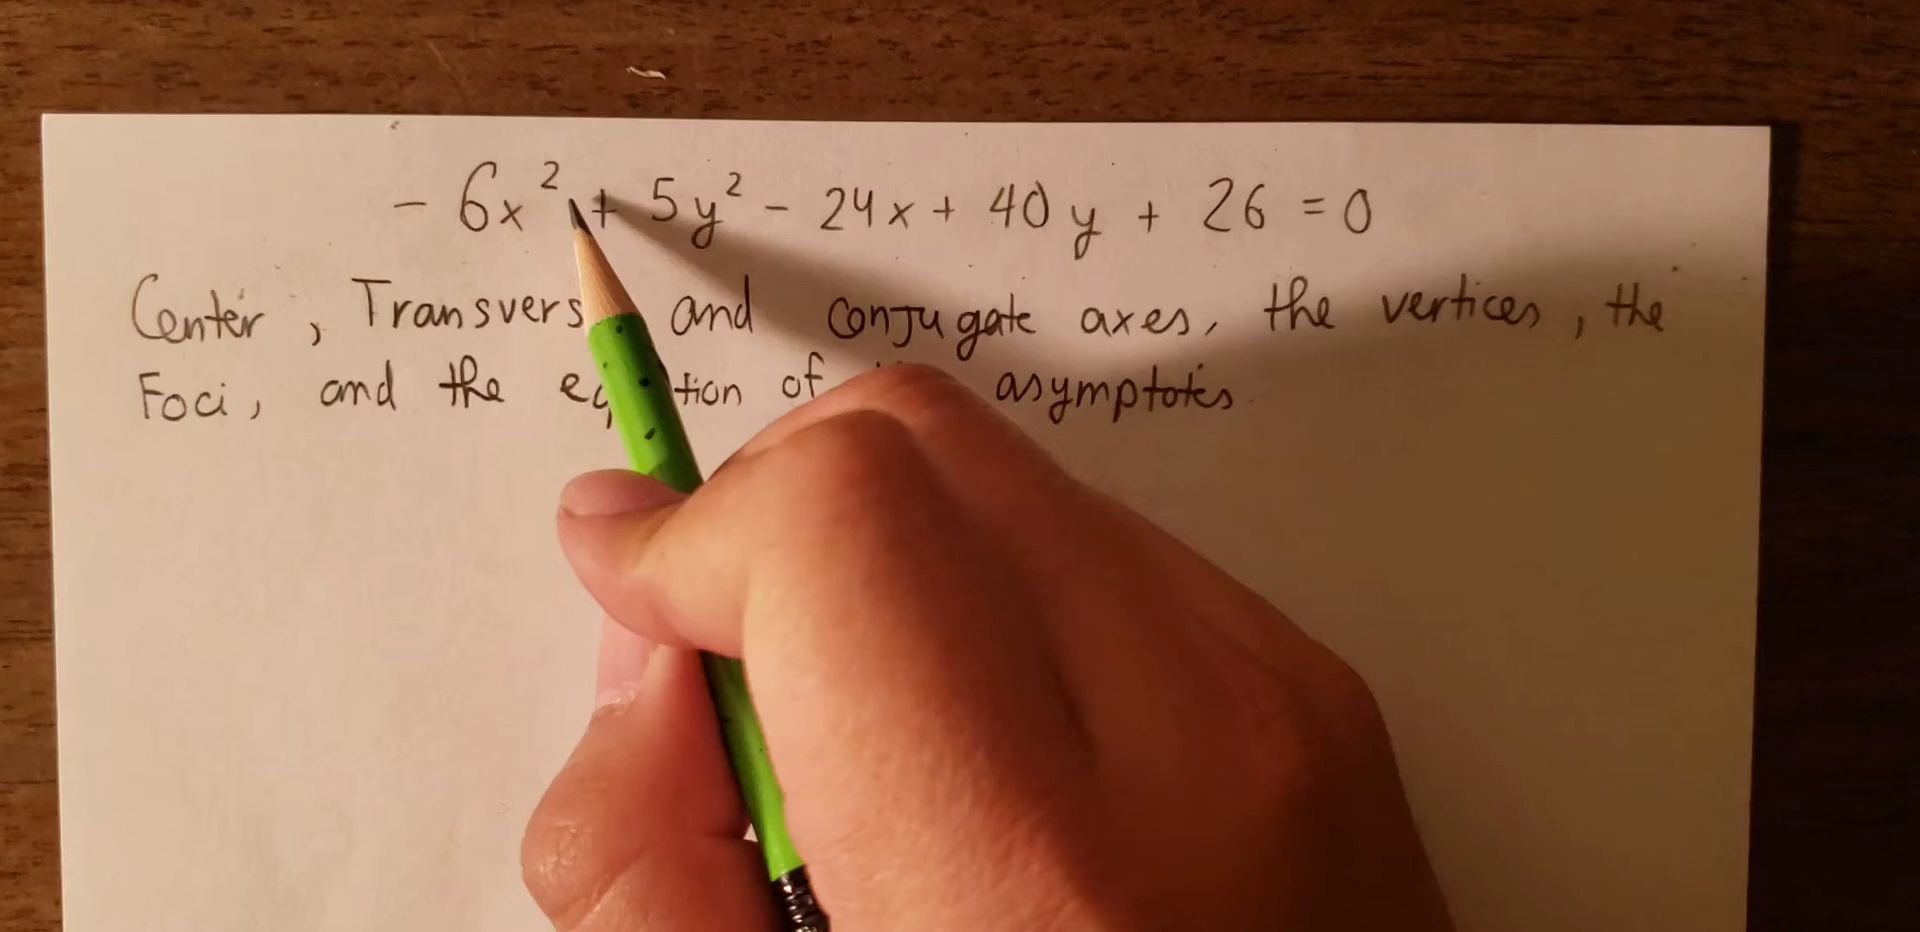 - 6x² + 5y² - 24x + 40y + 26 = 0
Center, Transvers and conjugate axes, the vertices, the
Foci, and the of asymptotes.